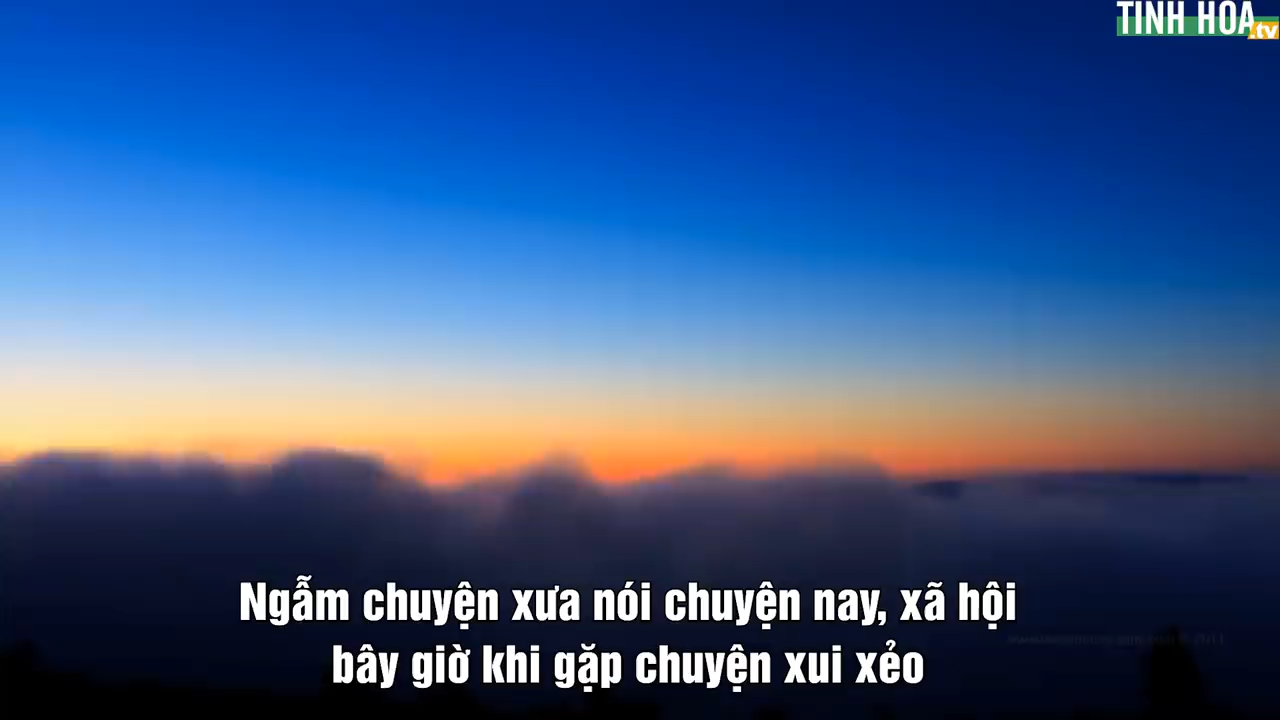 TINH HOA
.tv
Ngẫm chuyện xưa nói chuyện nay, xã hội
bây giờ khi gặp chuyện xui xẻo